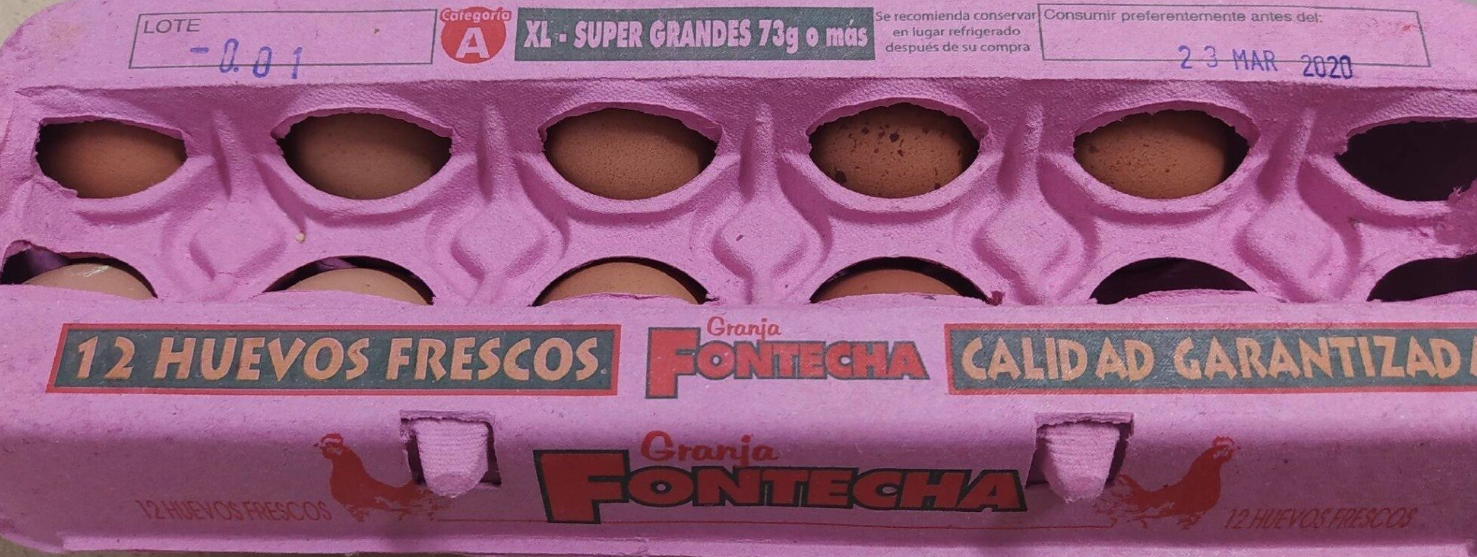 LOTE
-0.01
Categoría
A
XL - SUPER GRANDES 73g o más
Se recomienda conservar
en lugar refrigerado
después de su compra
Consumir preferentemente antes del:
23 MAR 2020
12 HUEVOS FRESCOS.
Granja
FONTECHA
CALIDAD GARANTIZADA
Granja
FONTECHA
12 HUEVOS FRESCOS
12 HUEVOS FRESCOS